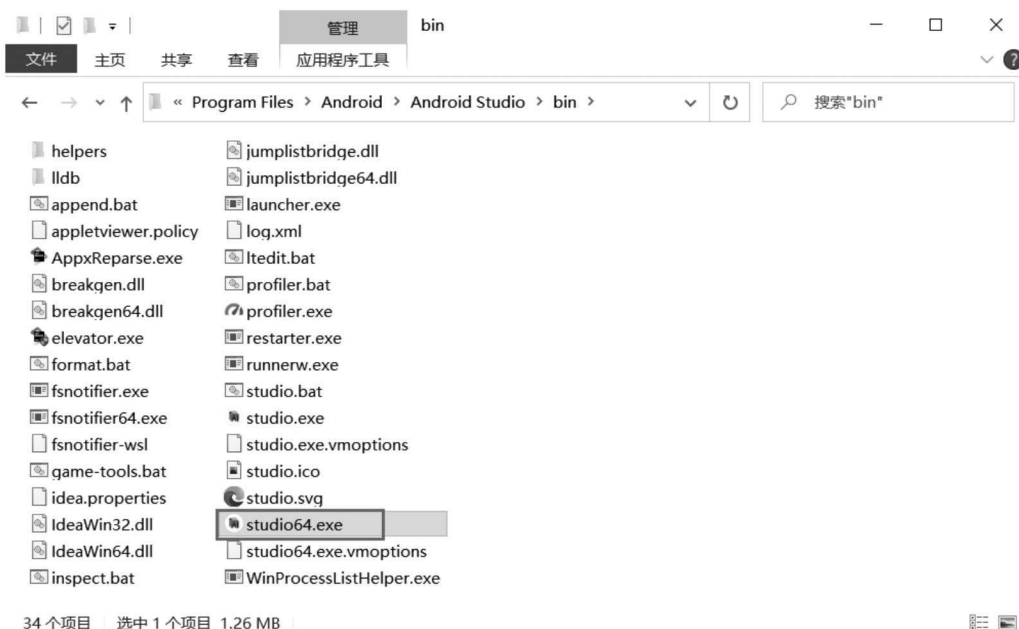 管理
bin
文件
主页
共享
查看
应用程序工具
?
« Program Files > Android > Android Studio > bin >
搜索"bin"
helpers
lldb
append.bat
appletviewer.policy
AppxReparse.exe
breakgen.dll
breakgen64.dll
elevator.exe
format.bat
fsnotifier.exe
fsnotifier64.exe
fsnotifier-wsl
game-tools.bat
idea.properties
IdeaWin32.dll
IdeaWin64.dll
inspect.bat
jumplistbridge.dll
jumplistbridge64.dll
launcher.exe
log.xml
ltedit.bat
profiler.bat
profiler.exe
restarter.exe
runnerw.exe
studio.bat
studio.exe
studio.exe.vmoptions
studio.ico
studio.svg
studio64.exe
studio64.exe.vmoptions
WinProcessListHelper.exe
34 个项目
选中 1 个项目 1.26 MB